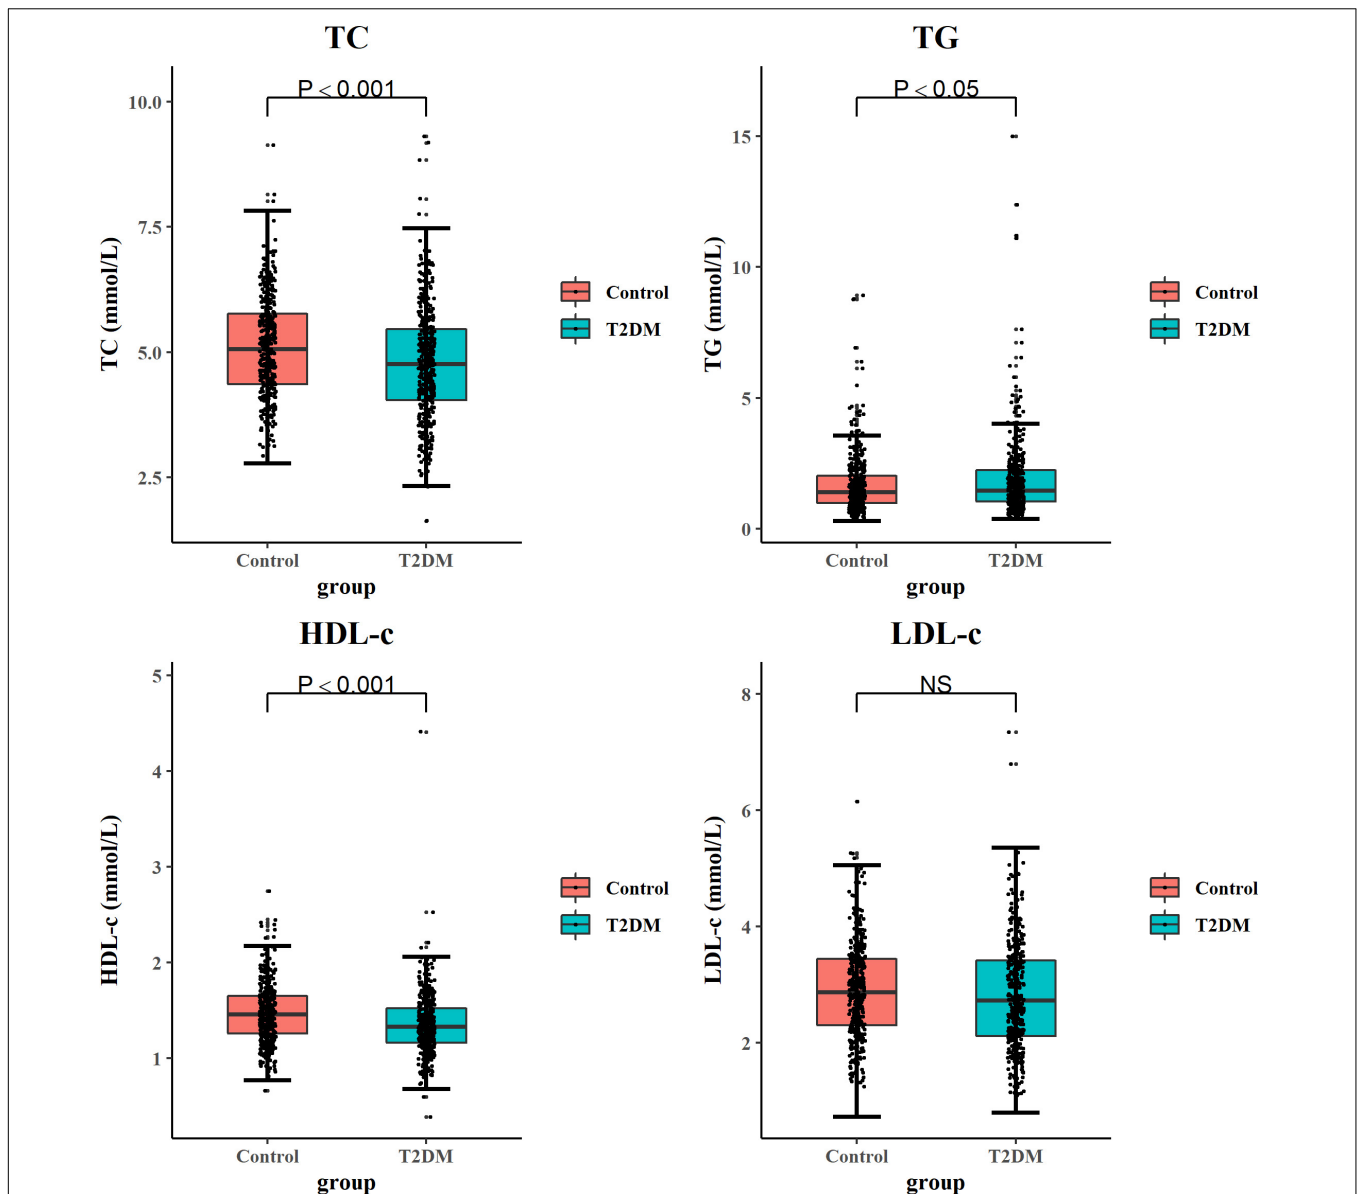 TC
P < 0.001
10.0
7.5
5.0
2.5
TC (mmol/L)
Control
T2DM
group
Control
T2DM
TG
P < 0.05
15
10
5
0
TG (mmol/L)
Control
T2DM
group
Control
T2DM
HDL-c
P < 0.001
5
4
3
2
1
HDL-c (mmol/L)
Control
T2DM
group
Control
T2DM
LDL-c
NS
8
6
4
2
LDL-c (mmol/L)
Control
T2DM
group
Control
T2DM